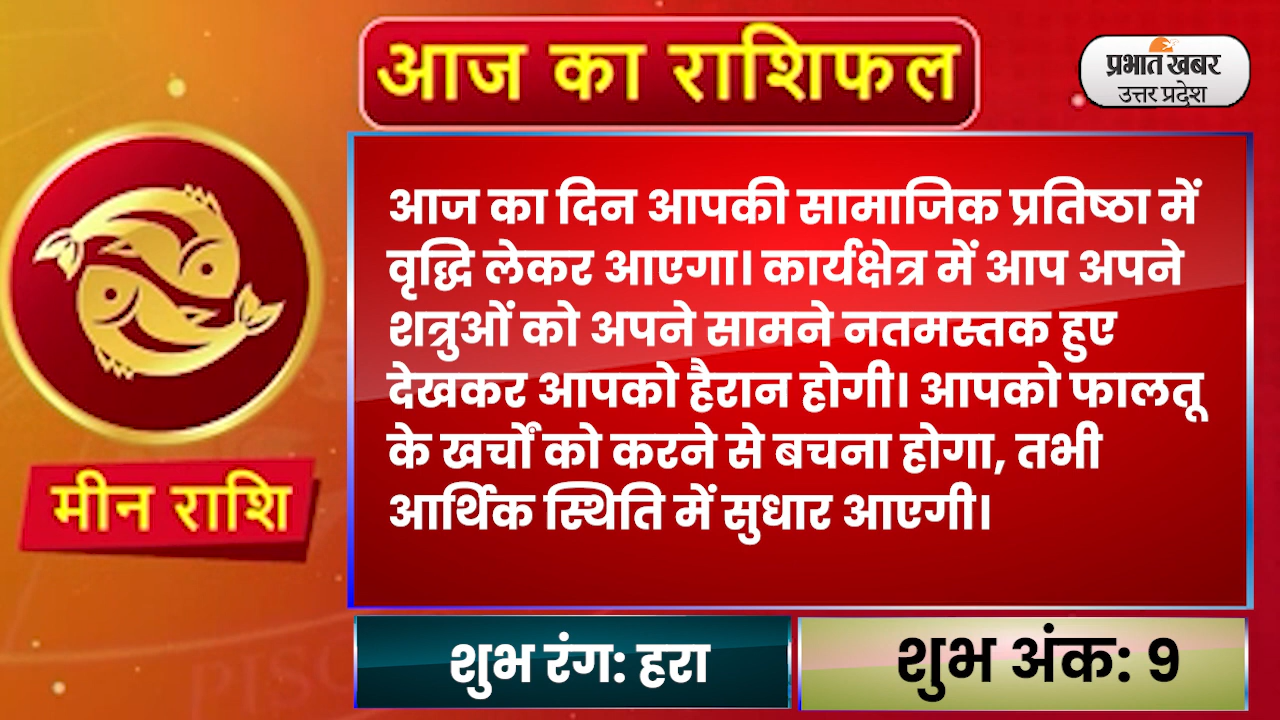 आज का राशिफल
प्रभात खबर
उत्तर प्रदेश
आज का दिन आपकी सामाजिक प्रतिष्ठा में
वृद्धि लेकर आएगा। कार्यक्षेत्र में आप अपने
शत्रुओं को अपने सामने नतमस्तक हुए
देखकर आपको हैरान होगी। आपको फालतू
के खर्चों को करने से बचना होगा, तभी
आर्थिक स्थिति में सुधार आएगी।
मीन राशि
शुभ रंग: हरा
शुभ अंक: 9